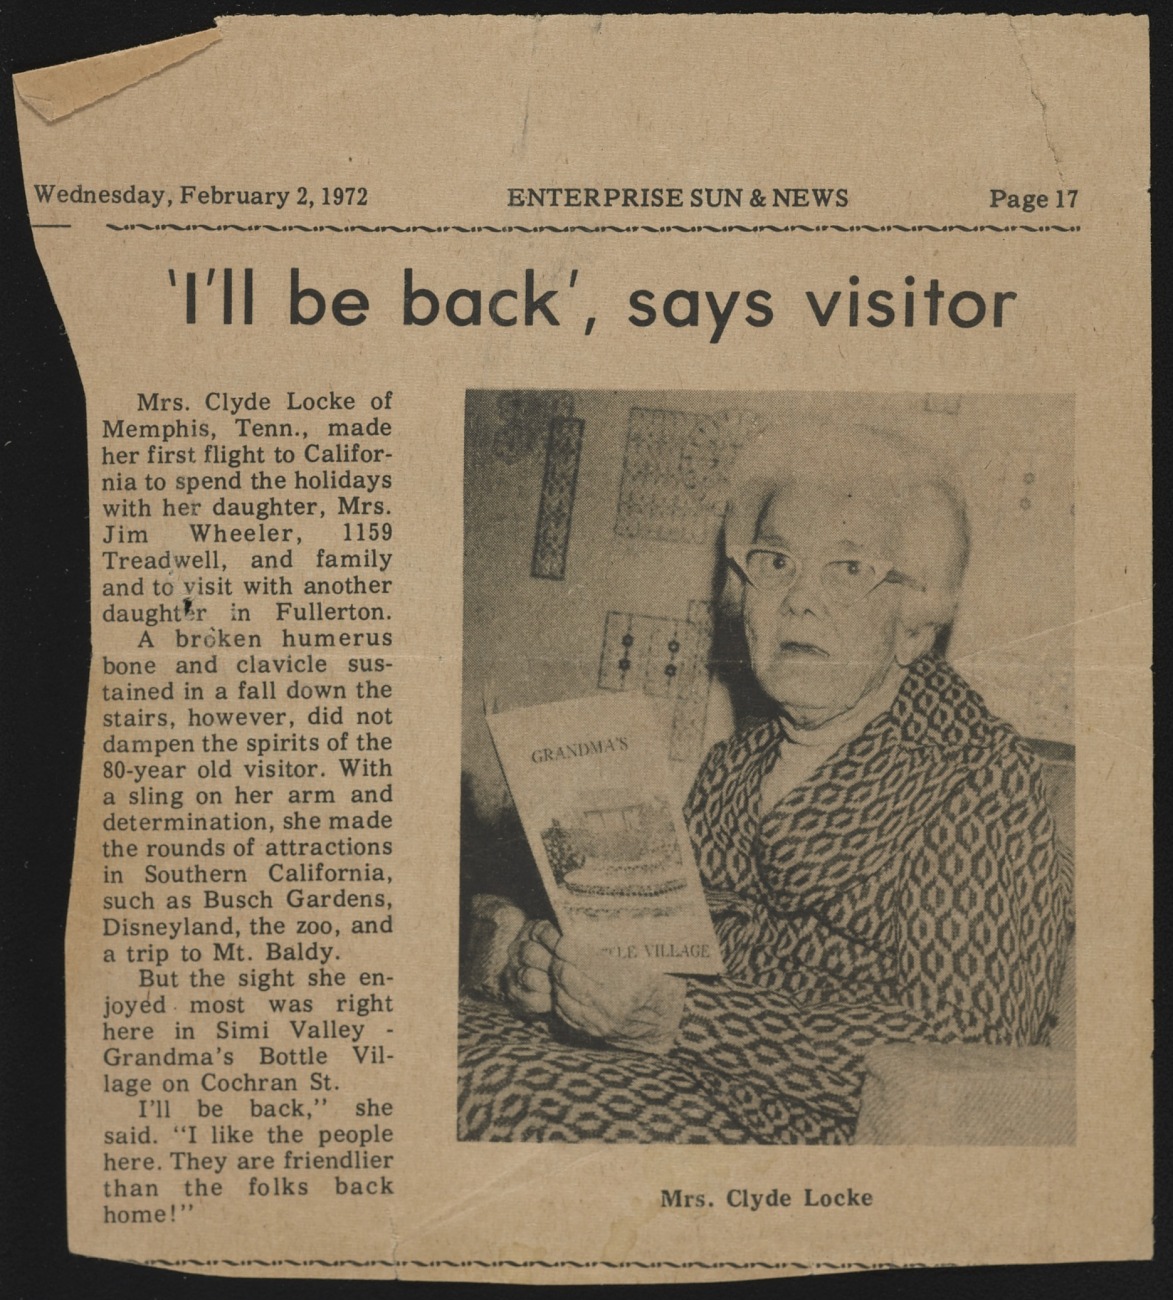 Wednesday, February 2, 1972
ENTERPRISE SUN & NEWS
Page 17
'I'll be back', says visitor
Mrs. Clyde Locke of
Memphis, Tenn., made
her first flight to Califor-
nia to spend the holidays
with her daughter, Mrs.
Jim Wheeler, 1159
Treadwell, and family
and to visit with another
daughter in Fullerton.
A broken humerus
bone and clavicle sus-
tained in a fall down the
stairs, however, did not
dampen the spirits of the
80-year old visitor. With
a sling on her arm and
determination, she made
the rounds of attractions
in Southern California,
such as Busch Gardens,
Disneyland, the zoo, and
a trip to Mt. Baldy.
But the sight she en-
joyed most was right
here in Simi Valley -
Grandma's Bottle Vil-
lage on Cochran St.
I'll be back," she
said. "I like the people
here. They are friendlier
than the folks back
home!"
GRANDMA'S
VILLAGE
Mrs. Clyde Locke